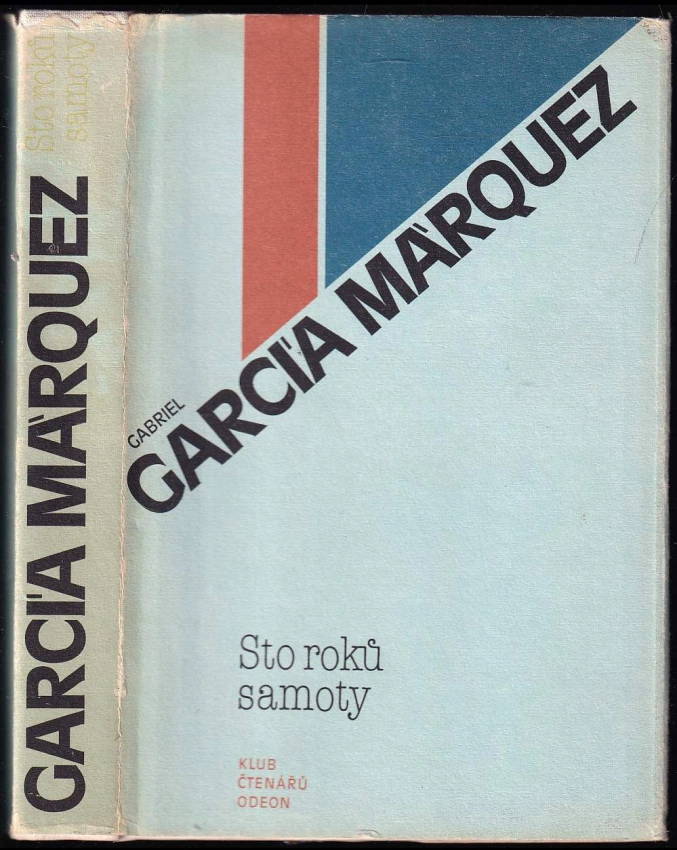 Sto roků
samoty
GARCÍA MÁRQUEZ
GABRIEL
GARCÍA MÁRQUEZ
Sto roků
samoty
KLUB
ČTENÁŘŮ
ODEON